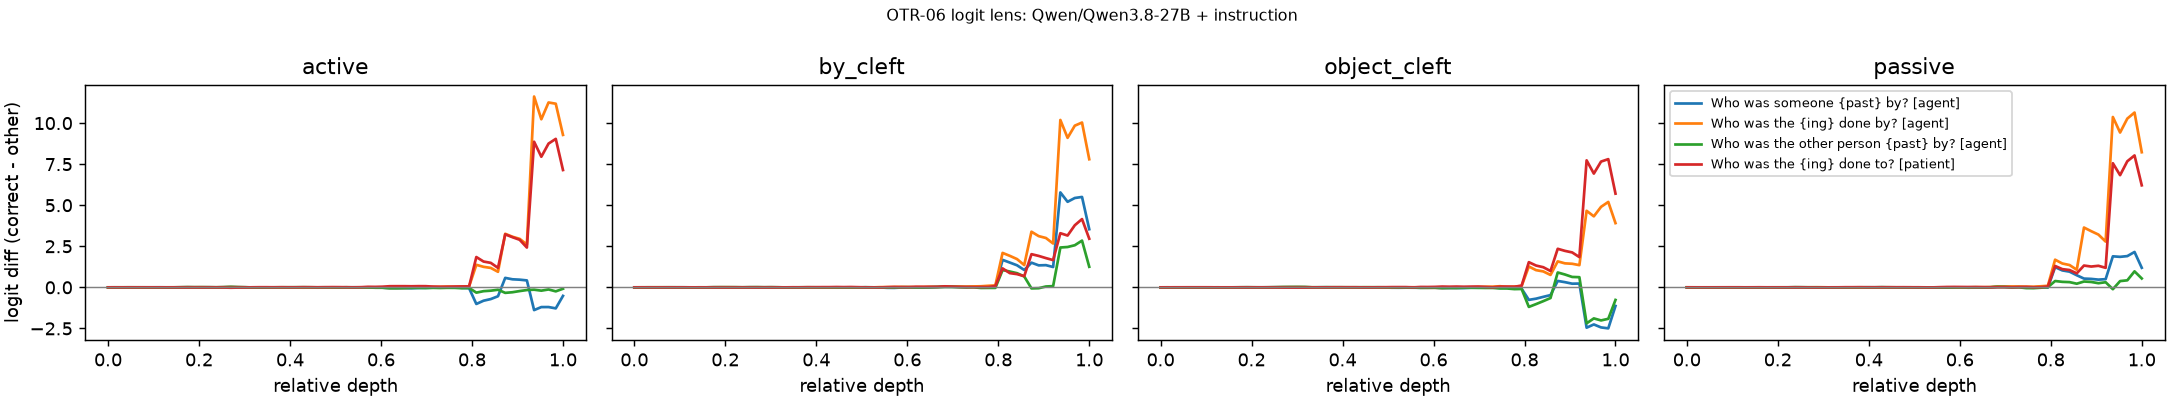 OTR-06 logit lens: Qwen/Qwen3.8-27B + instruction
active
by_cleft
object_cleft
passive
logit diff (correct - other)
10.0
7.5
5.0
2.5
0.0
−2.5
Who was someone {past} by? [agent]
Who was the {ing} done by? [agent]
Who was the other person {past} by? [agent]
Who was the {ing} done to? [patient]
0.0 0.2 0.4 0.6 0.8 1.0
0.0 0.2 0.4 0.6 0.8 1.0
0.0 0.2 0.4 0.6 0.8 1.0
0.0 0.2 0.4 0.6 0.8 1.0
relative depth
relative depth
relative depth
relative depth